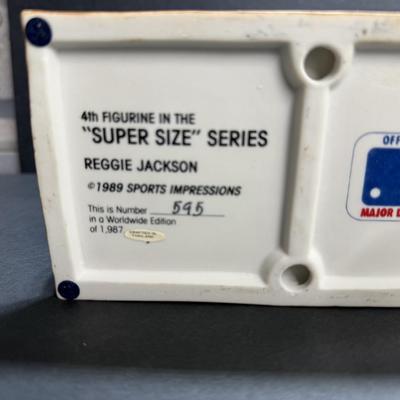 4th FIGURINE IN THE
"SUPER SIZE" SERIES
REGGIE JACKSON
©1989 SPORTS IMPRESSIONS
This is Number 595
in a Worldwide Edition
of 1,987
OFF
MAJOR L